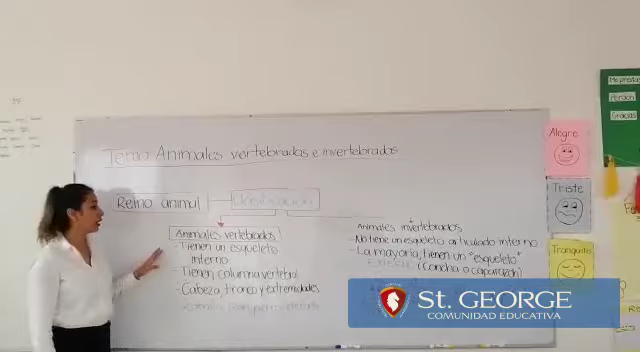 Tema: Animales vertebrados e invertebrados
Reino animal
Clasificación
Animales vertebrados
- Tienen un esqueleto interno
- Tienen columna vertebral
- Cabeza, tronco y extremidades
Animales invertebrados
- No tiene un esqueleto articulado interno
- La mayoría, tienen un "esqueleto"
(concha o caparazón)
Alegre
Triste
Tranquilo
Gracias
St. GEORGE
COMUNIDAD EDUCATIVA